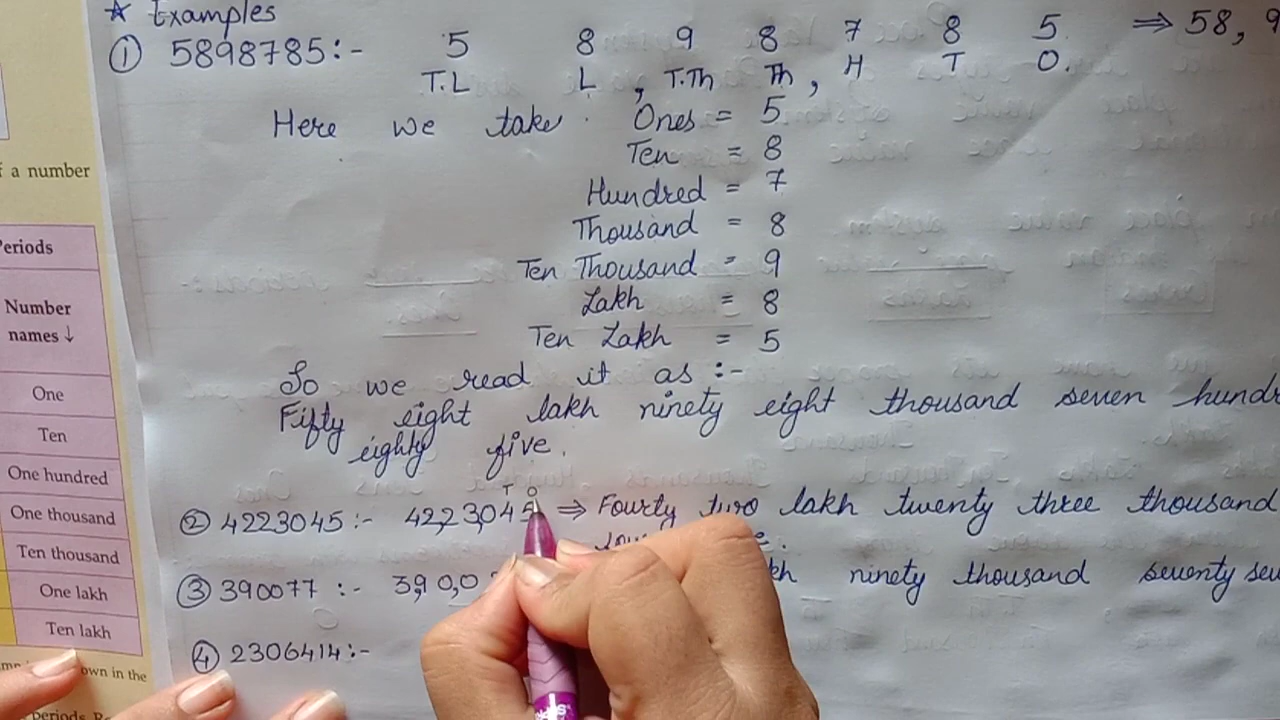 ☆ Examples
① 5898785:- 5 8 9 8 7 8 5 ⇒ 58, 9
T.L L , T.Th Th , H T O.
Here we take Ones = 5
Ten = 8
Hundred = 7
Thousand = 8
Ten Thousand = 9
Lakh = 8
Ten Lakh = 5
So we read it as :-
Fifty eight lakh ninety eight thousand seven hundr
eighty five.
T O
② 4223045:- 42,23,04 ⇒ Fourty two lakh twenty three thousand
③ 390077 :- 3,90,0 ninety thousand seventy sev
④ 2306414:-
f a number
Periods
Number
names ↓
One
Ten
One hundred
One thousand
Ten thousand
One lakh
Ten lakh
own in the
periods